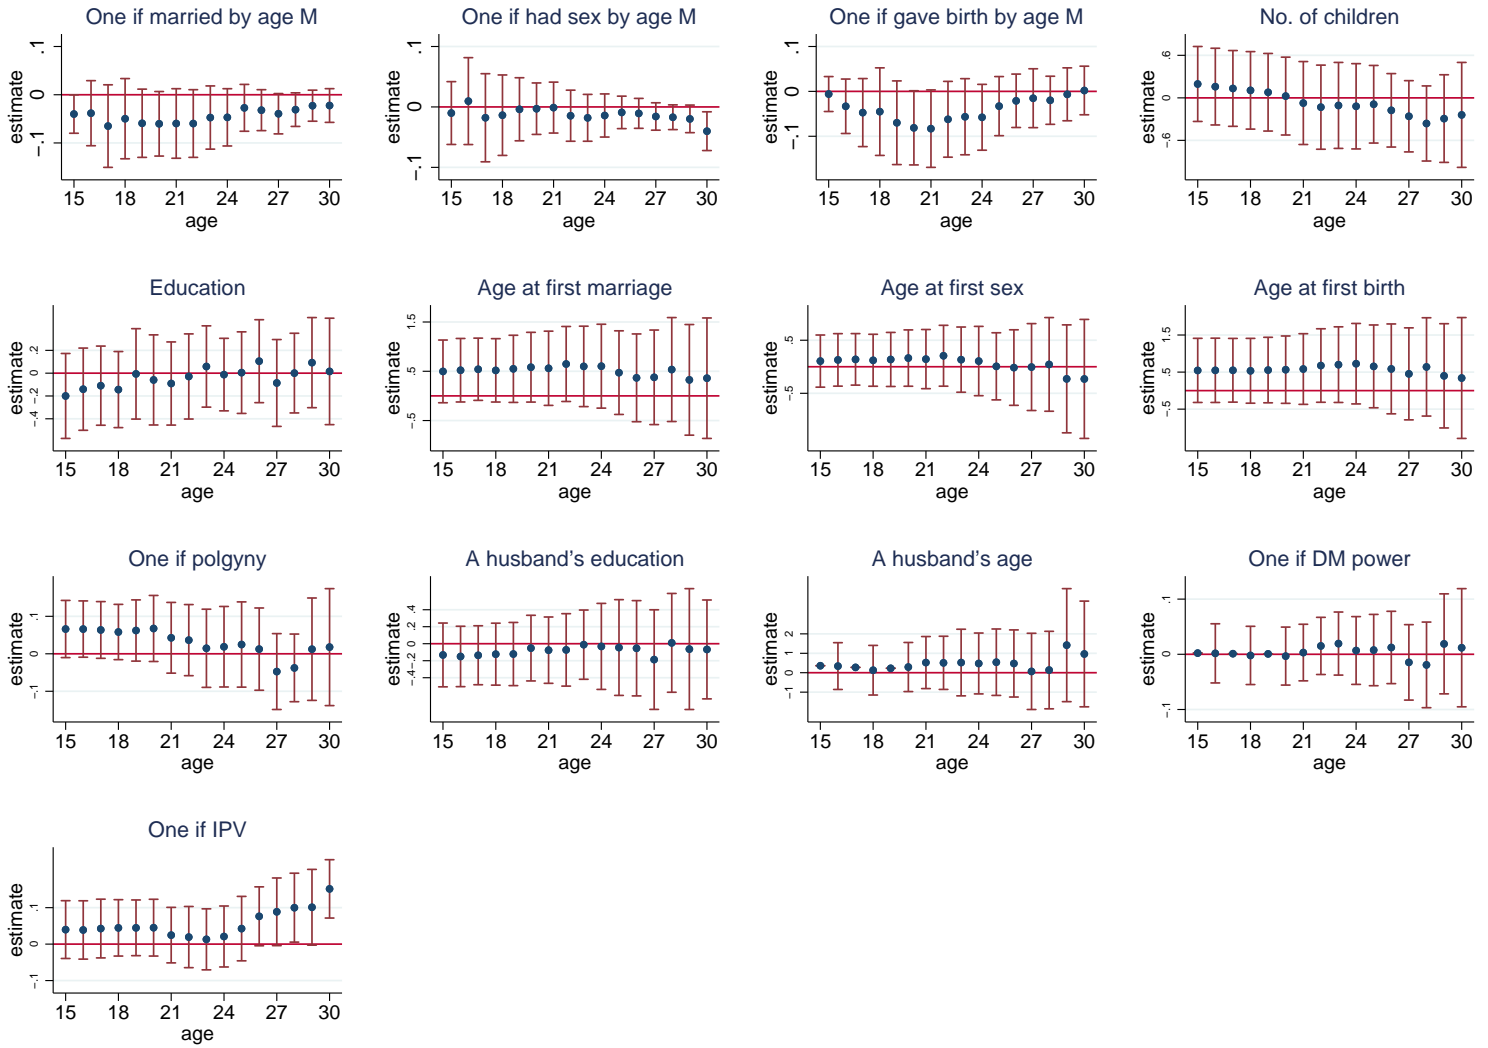 One if married by age M
estimate
.1
0
−.1
15 18 21 24 27 30
age
One if had sex by age M
estimate
.1
0
−.1
15 18 21 24 27 30
age
One if gave birth by age M
estimate
.1
0
−.1
15 18 21 24 27 30
age
No. of children
estimate
.6
0
−.6
15 18 21 24 27 30
age
Education
estimate
.2
0
−.2
−.4
15 18 21 24 27 30
age
Age at first marriage
estimate
1.5
.5
−.5
15 18 21 24 27 30
age
Age at first sex
estimate
.5
−.5
15 18 21 24 27 30
age
Age at first birth
estimate
1.5
.5
−.5
15 18 21 24 27 30
age
One if polgyny
estimate
.1
0
−.1
15 18 21 24 27 30
age
A husband’s education
estimate
.4
.2
0
−.2
−.4
15 18 21 24 27 30
age
A husband’s age
estimate
2
1
0
−1
15 18 21 24 27 30
age
One if DM power
estimate
.1
0
−.1
15 18 21 24 27 30
age
One if IPV
estimate
.1
0
−.1
15 18 21 24 27 30
age